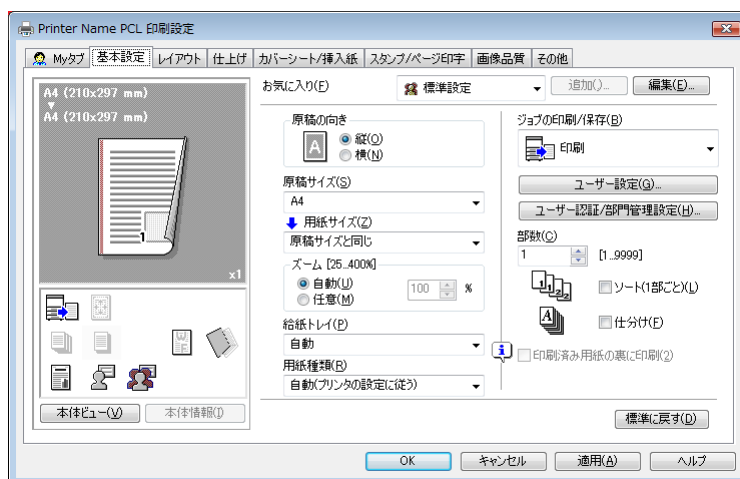 Printer Name PCL 印刷設定
Myタブ 基本設定 レイアウト 仕上げ カバーシート/挿入紙 スタンプ/ページ印字 画像品質 その他
A4 (210x297 mm)
A4 (210x297 mm)
1
x1
本体ビュー(V) 本体情報(I)
お気に入り(F) 標準設定 追加()... 編集(E)...
原稿の向き
A
縦(O)
横(N)
原稿サイズ(S)
A4
用紙サイズ(Z)
原稿サイズと同じ
ズーム [25..400%]
自動(U)
任意(M)
100 %
給紙トレイ(P)
自動
用紙種類(R)
自動(プリンタの設定に従う)
ジョブの印刷/保存(B)
印刷
ユーザー設定(G)...
ユーザー認証/部門管理設定(H)...
部数(C)
1 [1..9999]
1122 ソート(1部ごと)(L)
A 仕分け(F)
印刷済み用紙の裏に印刷(2)
標準に戻す(D)
OK キャンセル 適用(A) ヘルプ